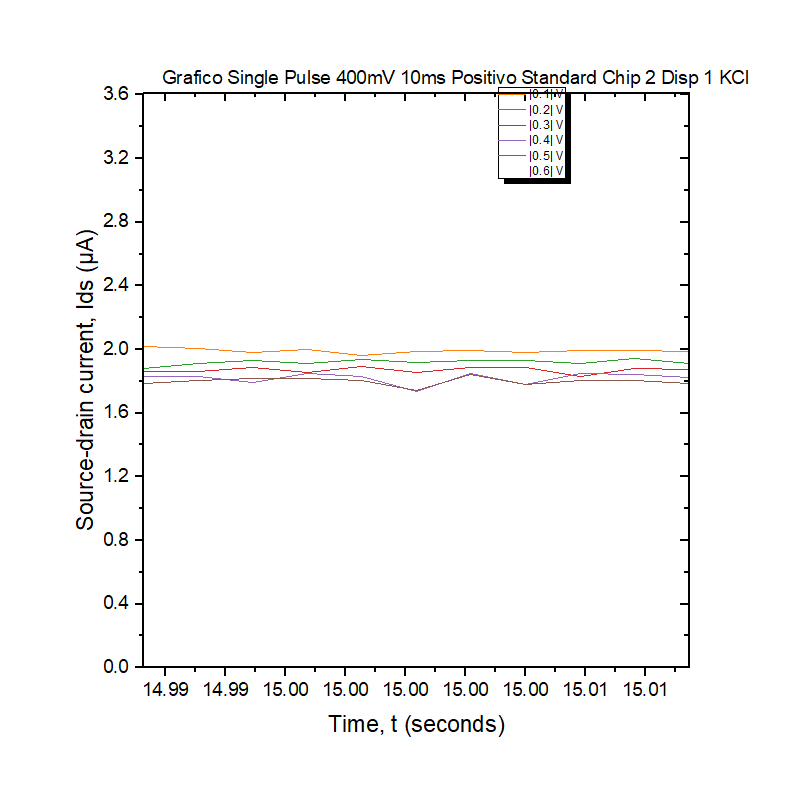 Grafico Single Pulse 400mV 10ms Positivo Standard Chip 2 Disp 1 KCl
|0.1| V
|0.2| V
|0.3| V
|0.4| V
|0.5| V
|0.6| V
3.6
3.2
2.8
2.4
2.0
1.6
1.2
0.8
0.4
0.0
Source-drain current, Ids (µA)
14.99 14.99 15.00 15.00 15.00 15.00 15.00 15.01 15.01
Time, t (seconds)